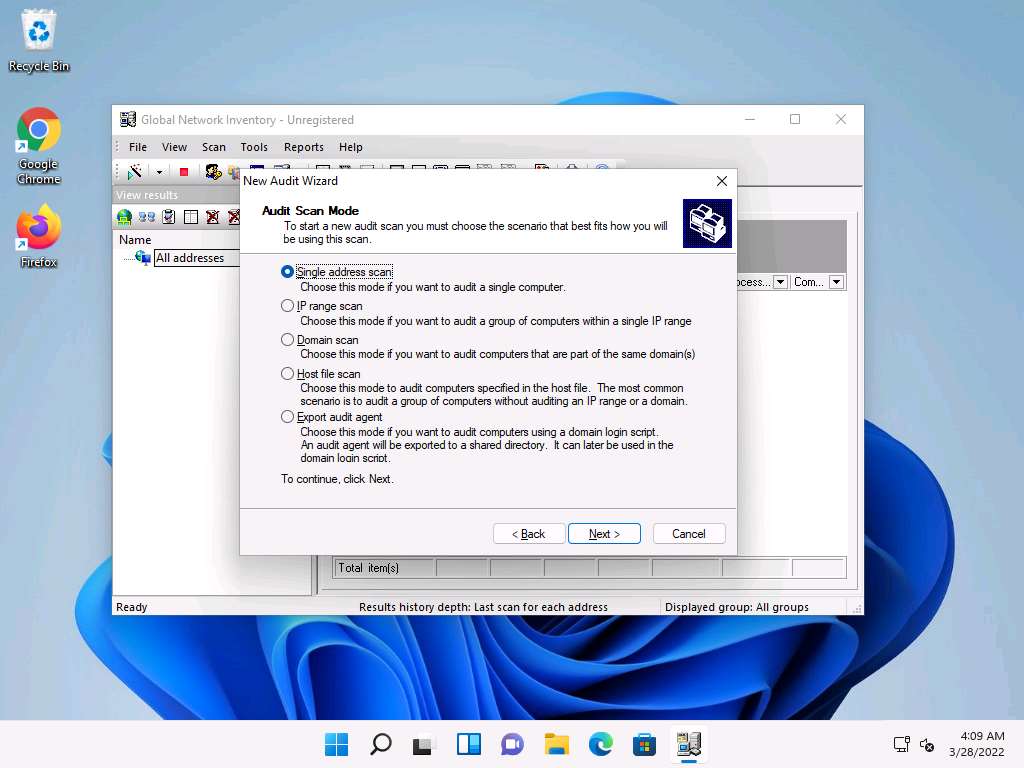 Recycle Bin
Google
Chrome
Firefox
Global Network Inventory - Unregistered
File View Scan Tools Reports Help
View results
Name
All addresses
New Audit Wizard
Audit Scan Mode
To start a new audit scan you must choose the scenario that best fits how you will
be using this scan.
Single address scan
Choose this mode if you want to audit a single computer.
IP range scan
Choose this mode if you want to audit a group of computers within a single IP range
Domain scan
Choose this mode if you want to audit computers that are part of the same domain(s)
Host file scan
Choose this mode to audit computers specified in the host file. The most common
scenario is to audit a group of computers without auditing an IP range or a domain.
Export audit agent
Choose this mode if you want to audit computers using a domain login script.
An audit agent will be exported to a shared directory. It can later be used in the
domain login script.
To continue, click Next.
< Back Next > Cancel
ocess... Com...
Total item(s)
Ready Results history depth: Last scan for each address Displayed group: All groups
4:09 AM
3/28/2022